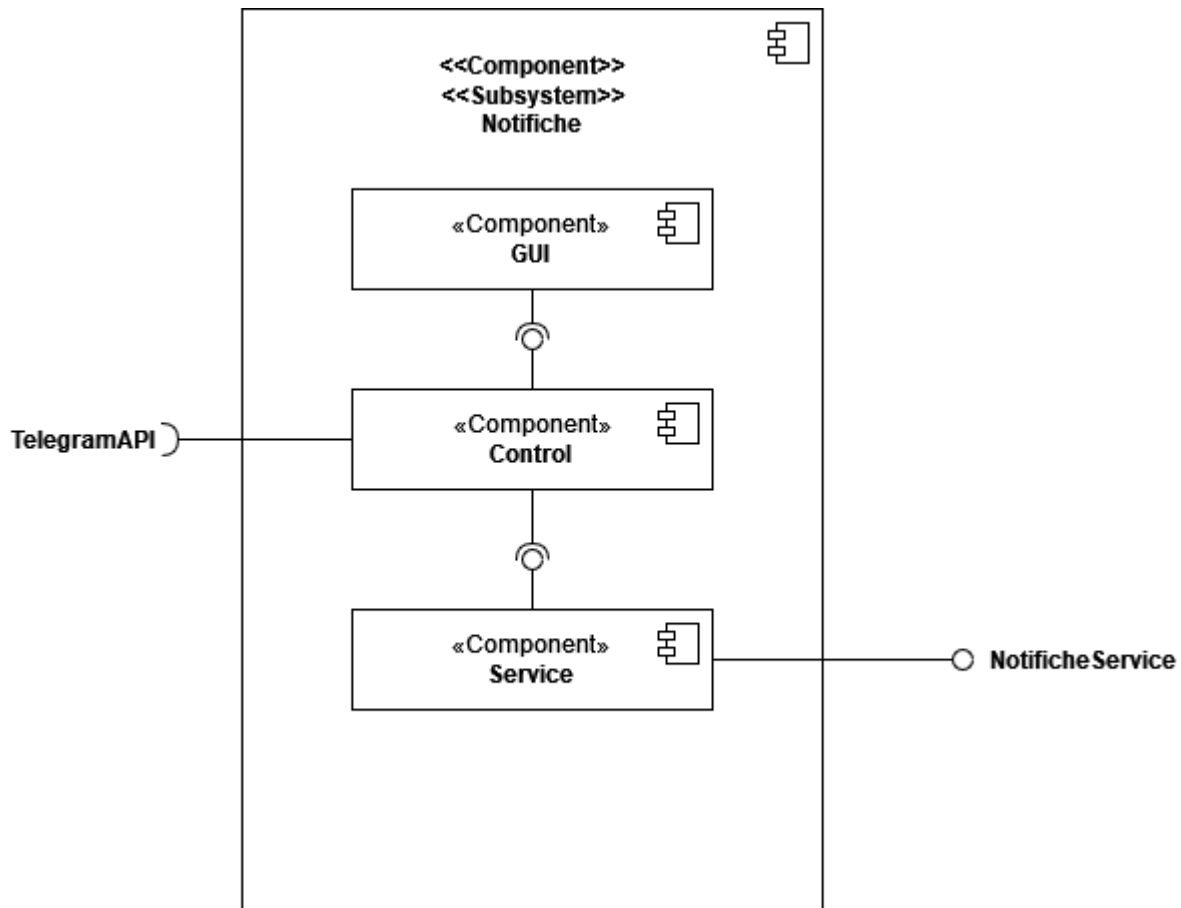 <<Component>>
<<Subsystem>>
Notifiche
«Component»
GUI
TelegramAPI
«Component»
Control
«Component»
Service
NotificheService